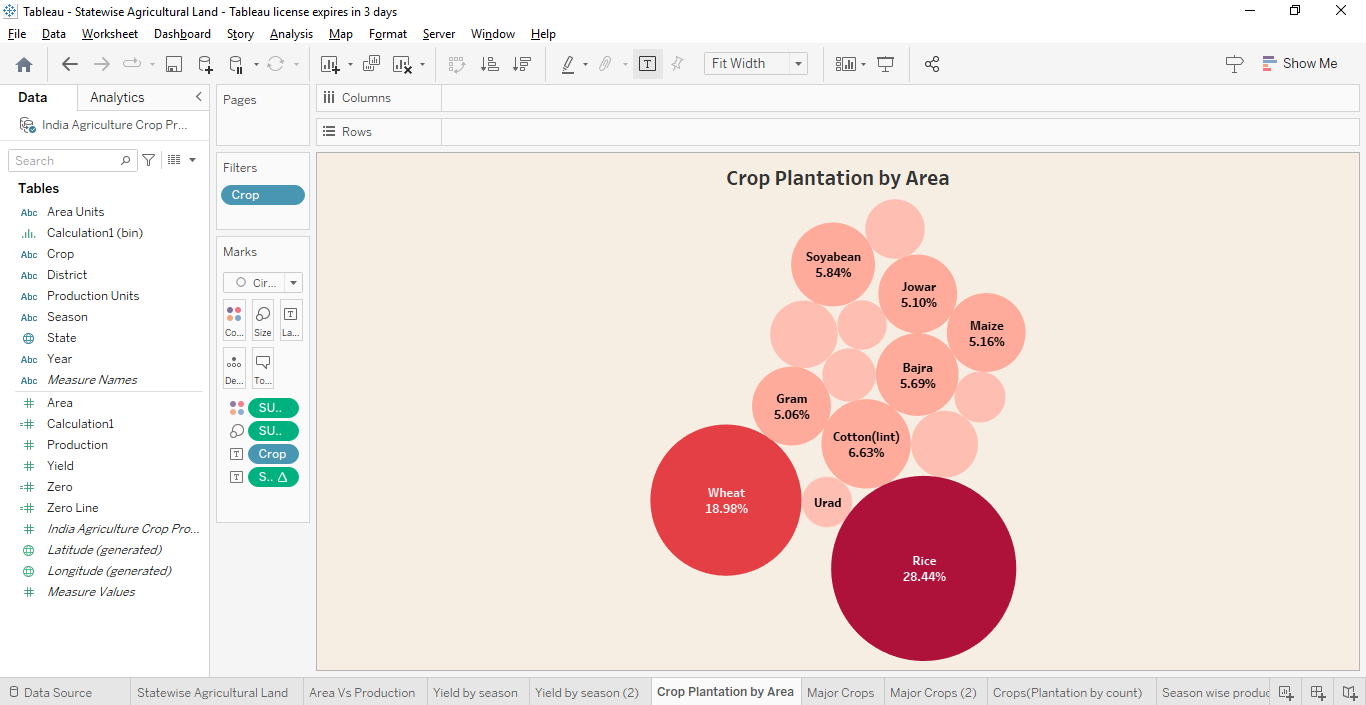 Tableau - Statewise Agricultural Land - Tableau license expires in 3 days
File Data Worksheet Dashboard Story Analysis Map Format Server Window Help
T Fit Width Show Me
Data Analytics
India Agriculture Crop Pr...
Search
Tables
Abc Area Units
Calculation1 (bin)
Abc Crop
Abc District
Abc Production Units
Abc Season
State
Abc Year
Abc Measure Names
Area
Calculation1
Production
Yield
Zero
Zero Line
India Agriculture Crop Pro...
Latitude (generated)
Longitude (generated)
Measure Values
Pages
Filters
Crop
Marks
Cir...
Co... Size La...
De... To...
SU..
SU..
Crop
S.. Δ
Columns
Rows
Crop Plantation by Area
Soyabean
5.84%
Jowar
5.10%
Maize
5.16%
Bajra
5.69%
Gram
5.06%
Cotton(lint)
6.63%
Wheat
18.98%
Urad
Rice
28.44%
Data Source Statewise Agricultural Land Area Vs Production Yield by season Yield by season (2) Crop Plantation by Area Major Crops Major Crops (2) Crops(Plantation by count) Season wise produc